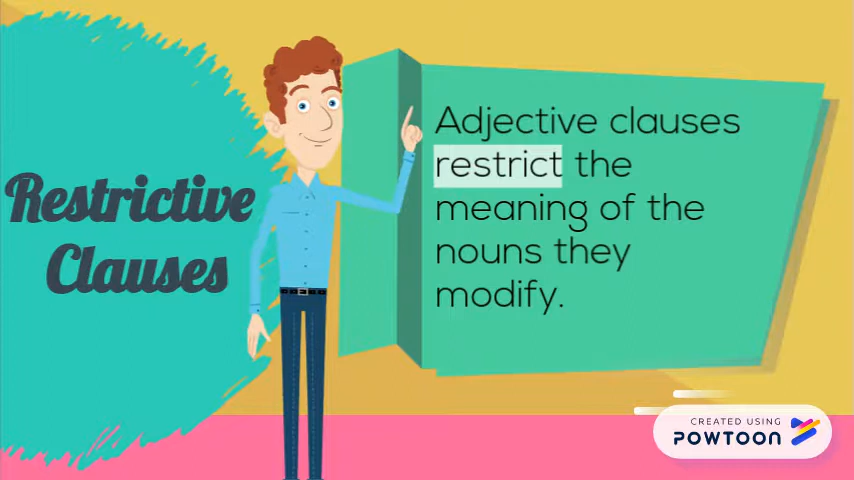 Restrictive
Clauses
Adjective clauses
restrict the
meaning of the
nouns they
modify.
CREATED USING
POWTOON